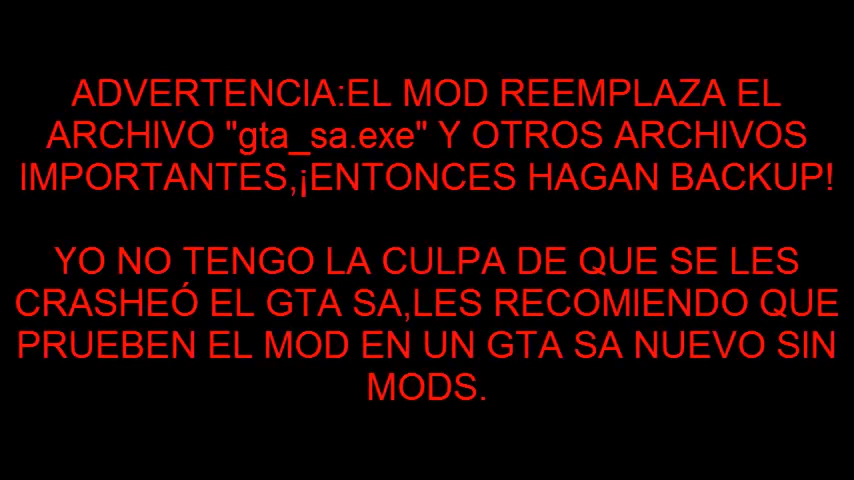 ADVERTENCIA:EL MOD REEMPLAZA EL
ARCHIVO "gta_sa.exe" Y OTROS ARCHIVOS
IMPORTANTES,¡ENTONCES HAGAN BACKUP!
YO NO TENGO LA CULPA DE QUE SE LES
CRASHEÓ EL GTA SA,LES RECOMIENDO QUE
PRUEBEN EL MOD EN UN GTA SA NUEVO SIN
MODS.